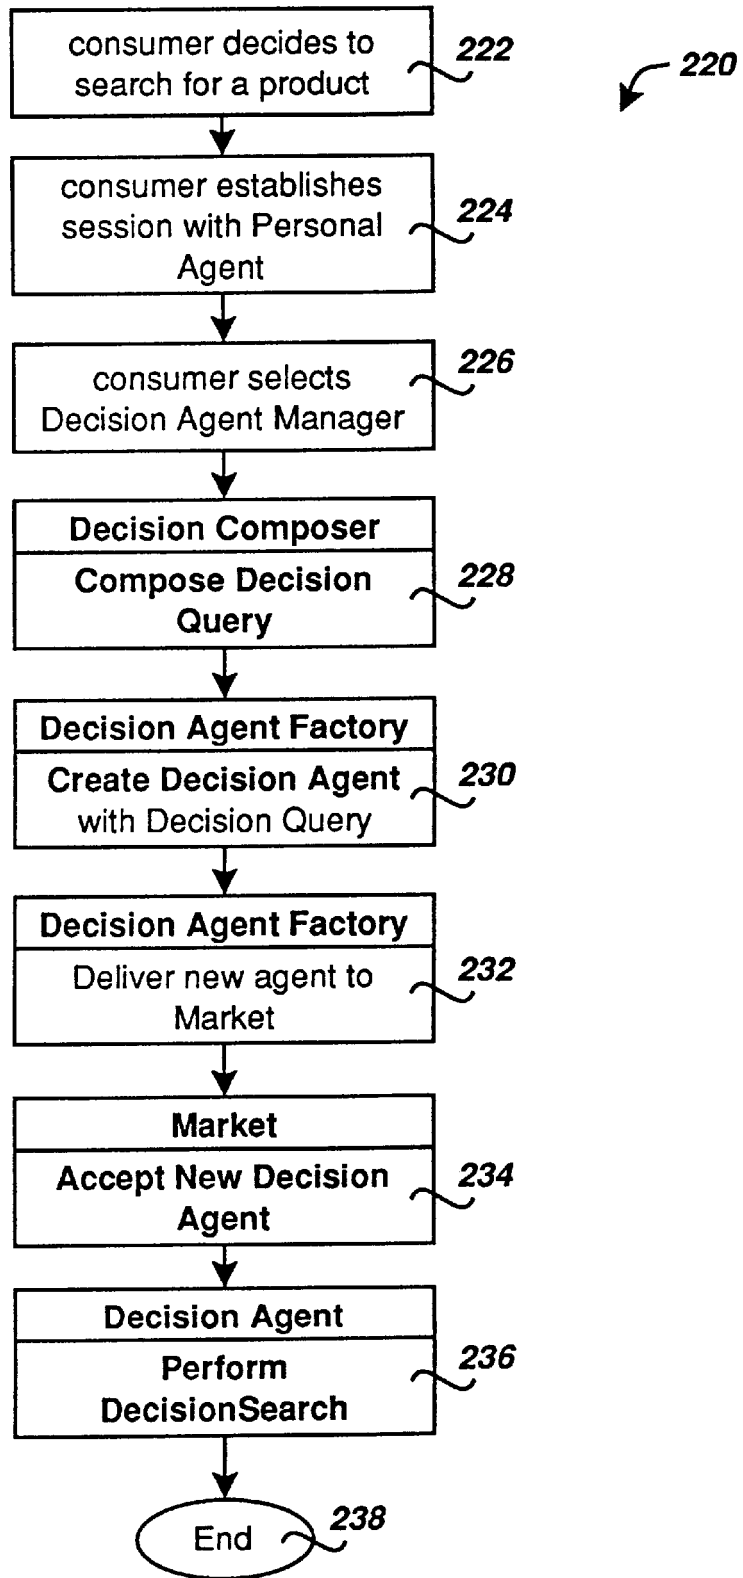 consumer decides to
search for a product
222
220
consumer establishes
session with Personal
Agent
224
consumer selects
Decision Agent Manager
226
Decision Composer
Compose Decision
Query
228
Decision Agent Factory
Create Decision Agent
with Decision Query
230
Decision Agent Factory
Deliver new agent to
Market
232
Market
Accept New Decision
Agent
234
Decision Agent
Perform
DecisionSearch
236
End
238